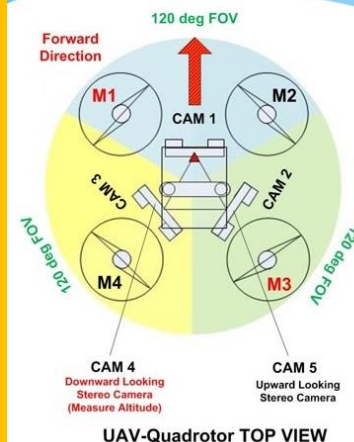 120 deg FOV
Forward
Direction
M1
M2
CAM 1
CAM 3
CAM 2
120 deg FOV
120 deg FOV
M4
M3
CAM 4
Downward Looking
Stereo Camera
(Measure Altitude)
CAM 5
Upward Looking
Stereo Camera
UAV-Quadrotor TOP VIEW